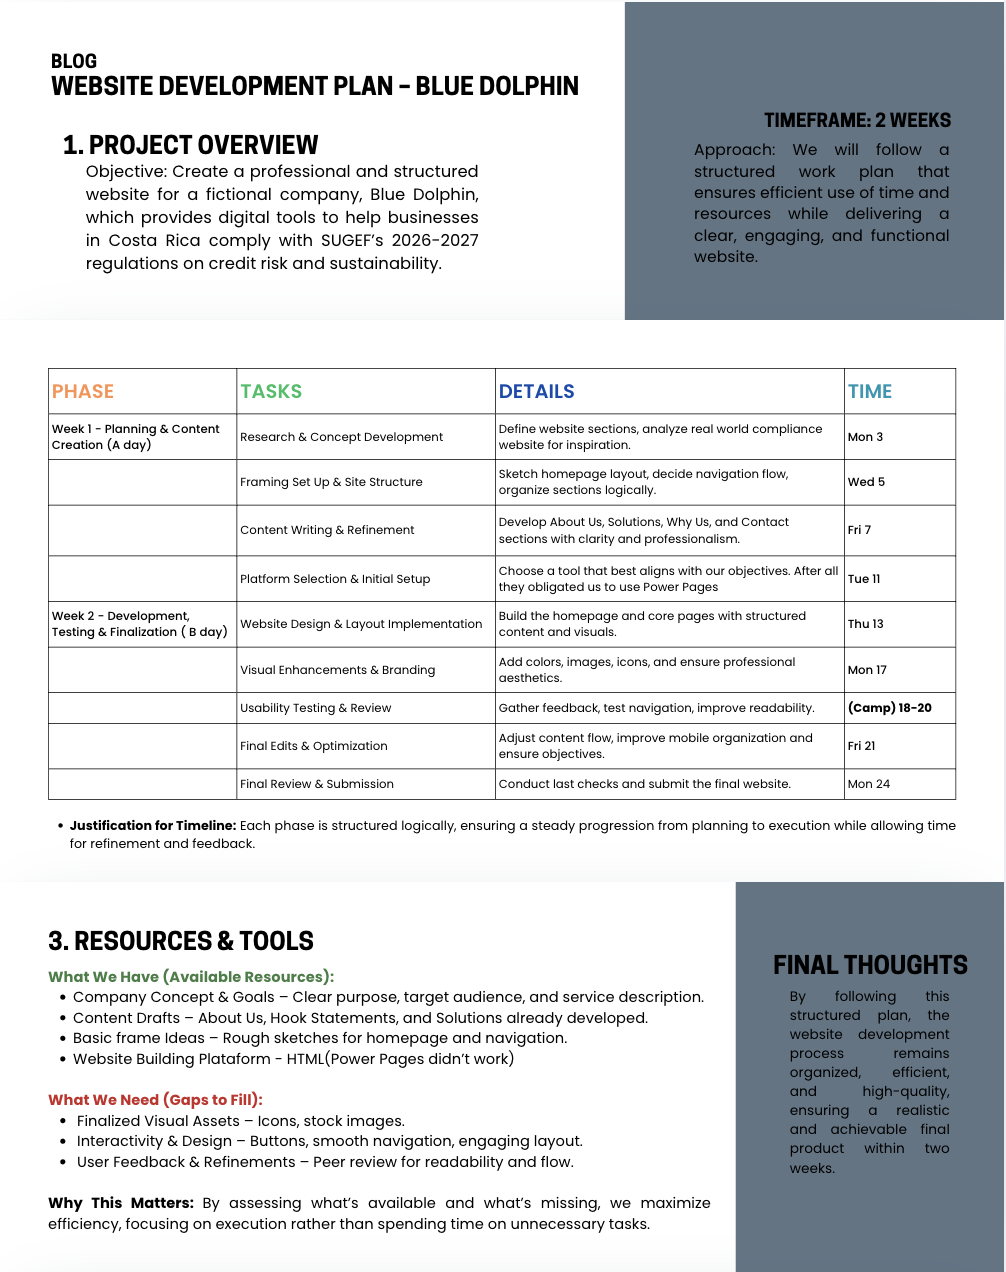 BLOG
WEBSITE DEVELOPMENT PLAN – BLUE DOLPHIN
1. PROJECT OVERVIEW
Objective: Create a professional and structured
website for a fictional company, Blue Dolphin,
which provides digital tools to help businesses
in Costa Rica comply with SUGEF’s 2026-2027
regulations on credit risk and sustainability.
TIMEFRAME: 2 WEEKS
Approach: We will follow a
structured work plan that
ensures efficient use of time and
resources while delivering a
clear, engaging, and functional
website.
PHASE TASKS DETAILS TIME
Week 1 - Planning & Content
Creation (A day)
Research & Concept Development
Define website sections, analyze real world compliance
website for inspiration.
Mon 3
Framing Set Up & Site Structure
Sketch homepage layout, decide navigation flow,
organize sections logically.
Wed 5
Content Writing & Refinement
Develop About Us, Solutions, Why Us, and Contact
sections with clarity and professionalism.
Fri 7
Platform Selection & Initial Setup
Choose a tool that best aligns with our objectives. After all
they obligated us to use Power Pages
Tue 11
Week 2 - Development,
Testing & Finalization ( B day)
Website Design & Layout Implementation
Build the homepage and core pages with structured
content and visuals.
Thu 13
Visual Enhancements & Branding
Add colors, images, icons, and ensure professional
aesthetics.
Mon 17
Usability Testing & Review
Gather feedback, test navigation, improve readability.
(Camp) 18-20
Final Edits & Optimization
Adjust content flow, improve mobile organization and
ensure objectives.
Fri 21
Final Review & Submission
Conduct last checks and submit the final website.
Mon 24
• Justification for Timeline: Each phase is structured logically, ensuring a steady progression from planning to execution while allowing time
for refinement and feedback.
3. RESOURCES & TOOLS
What We Have (Available Resources):
• Company Concept & Goals – Clear purpose, target audience, and service description.
• Content Drafts – About Us, Hook Statements, and Solutions already developed.
• Basic frame Ideas – Rough sketches for homepage and navigation.
• Website Building Plataform - HTML(Power Pages didn’t work)
What We Need (Gaps to Fill):
• Finalized Visual Assets – Icons, stock images.
• Interactivity & Design – Buttons, smooth navigation, engaging layout.
• User Feedback & Refinements – Peer review for readability and flow.
Why This Matters: By assessing what’s available and what’s missing, we maximize
efficiency, focusing on execution rather than spending time on unnecessary tasks.
FINAL THOUGHTS
By following this
structured plan, the
website development
process remains
organized, efficient,
and high-quality,
ensuring a realistic
and achievable final
product within two
weeks.